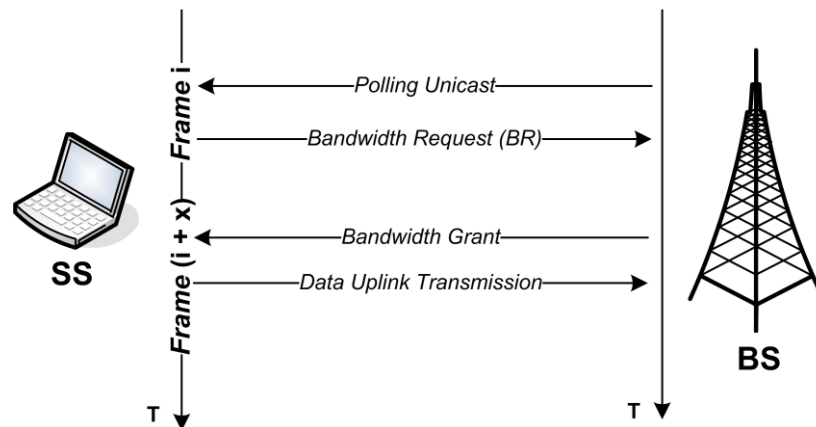 Frame i
Polling Unicast
Bandwidth Request (BR)
SS
Frame (i + x)
Bandwidth Grant
Data Uplink Transmission
BS
T
T